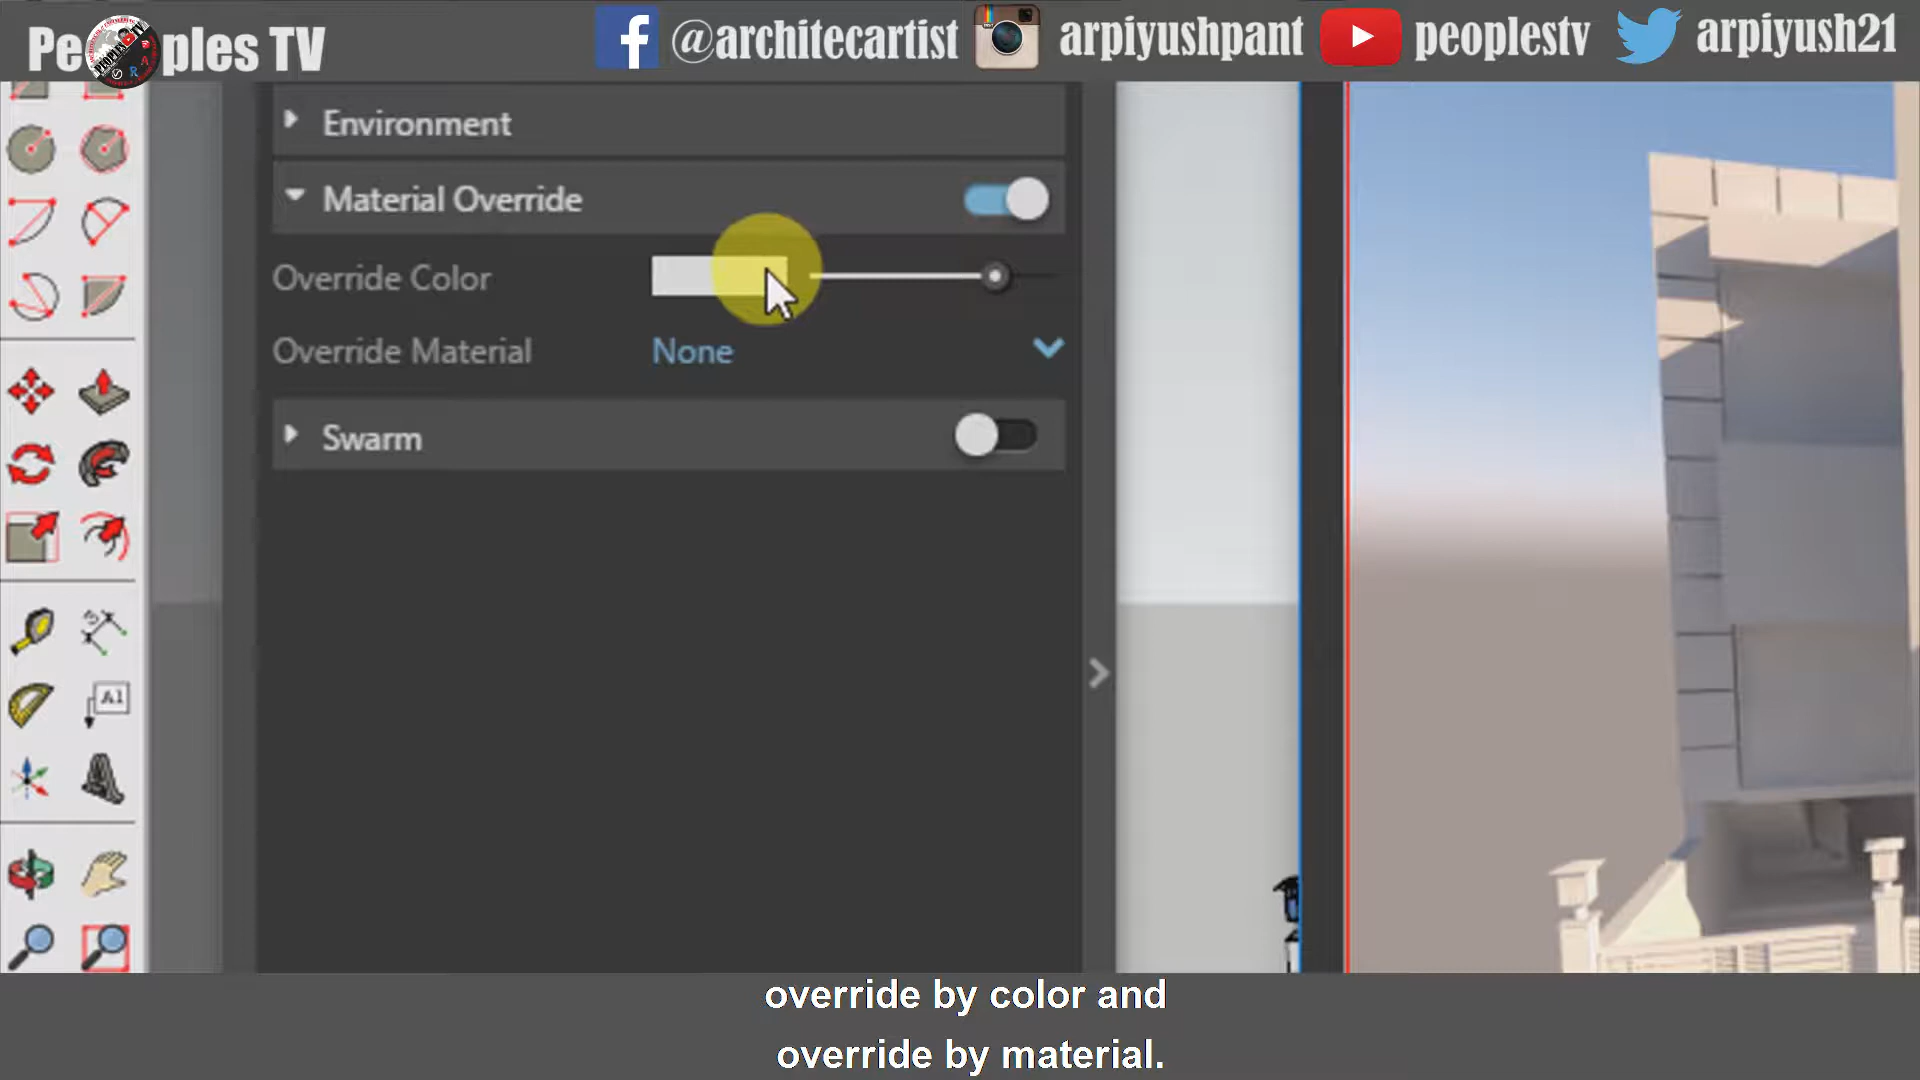 Peoples TV
@architecartist
arpiyushpant
peoplestv
arpiyush21
Environment
Material Override
Override Color
Override Material
None
Swarm
A1
override by color and
override by material.